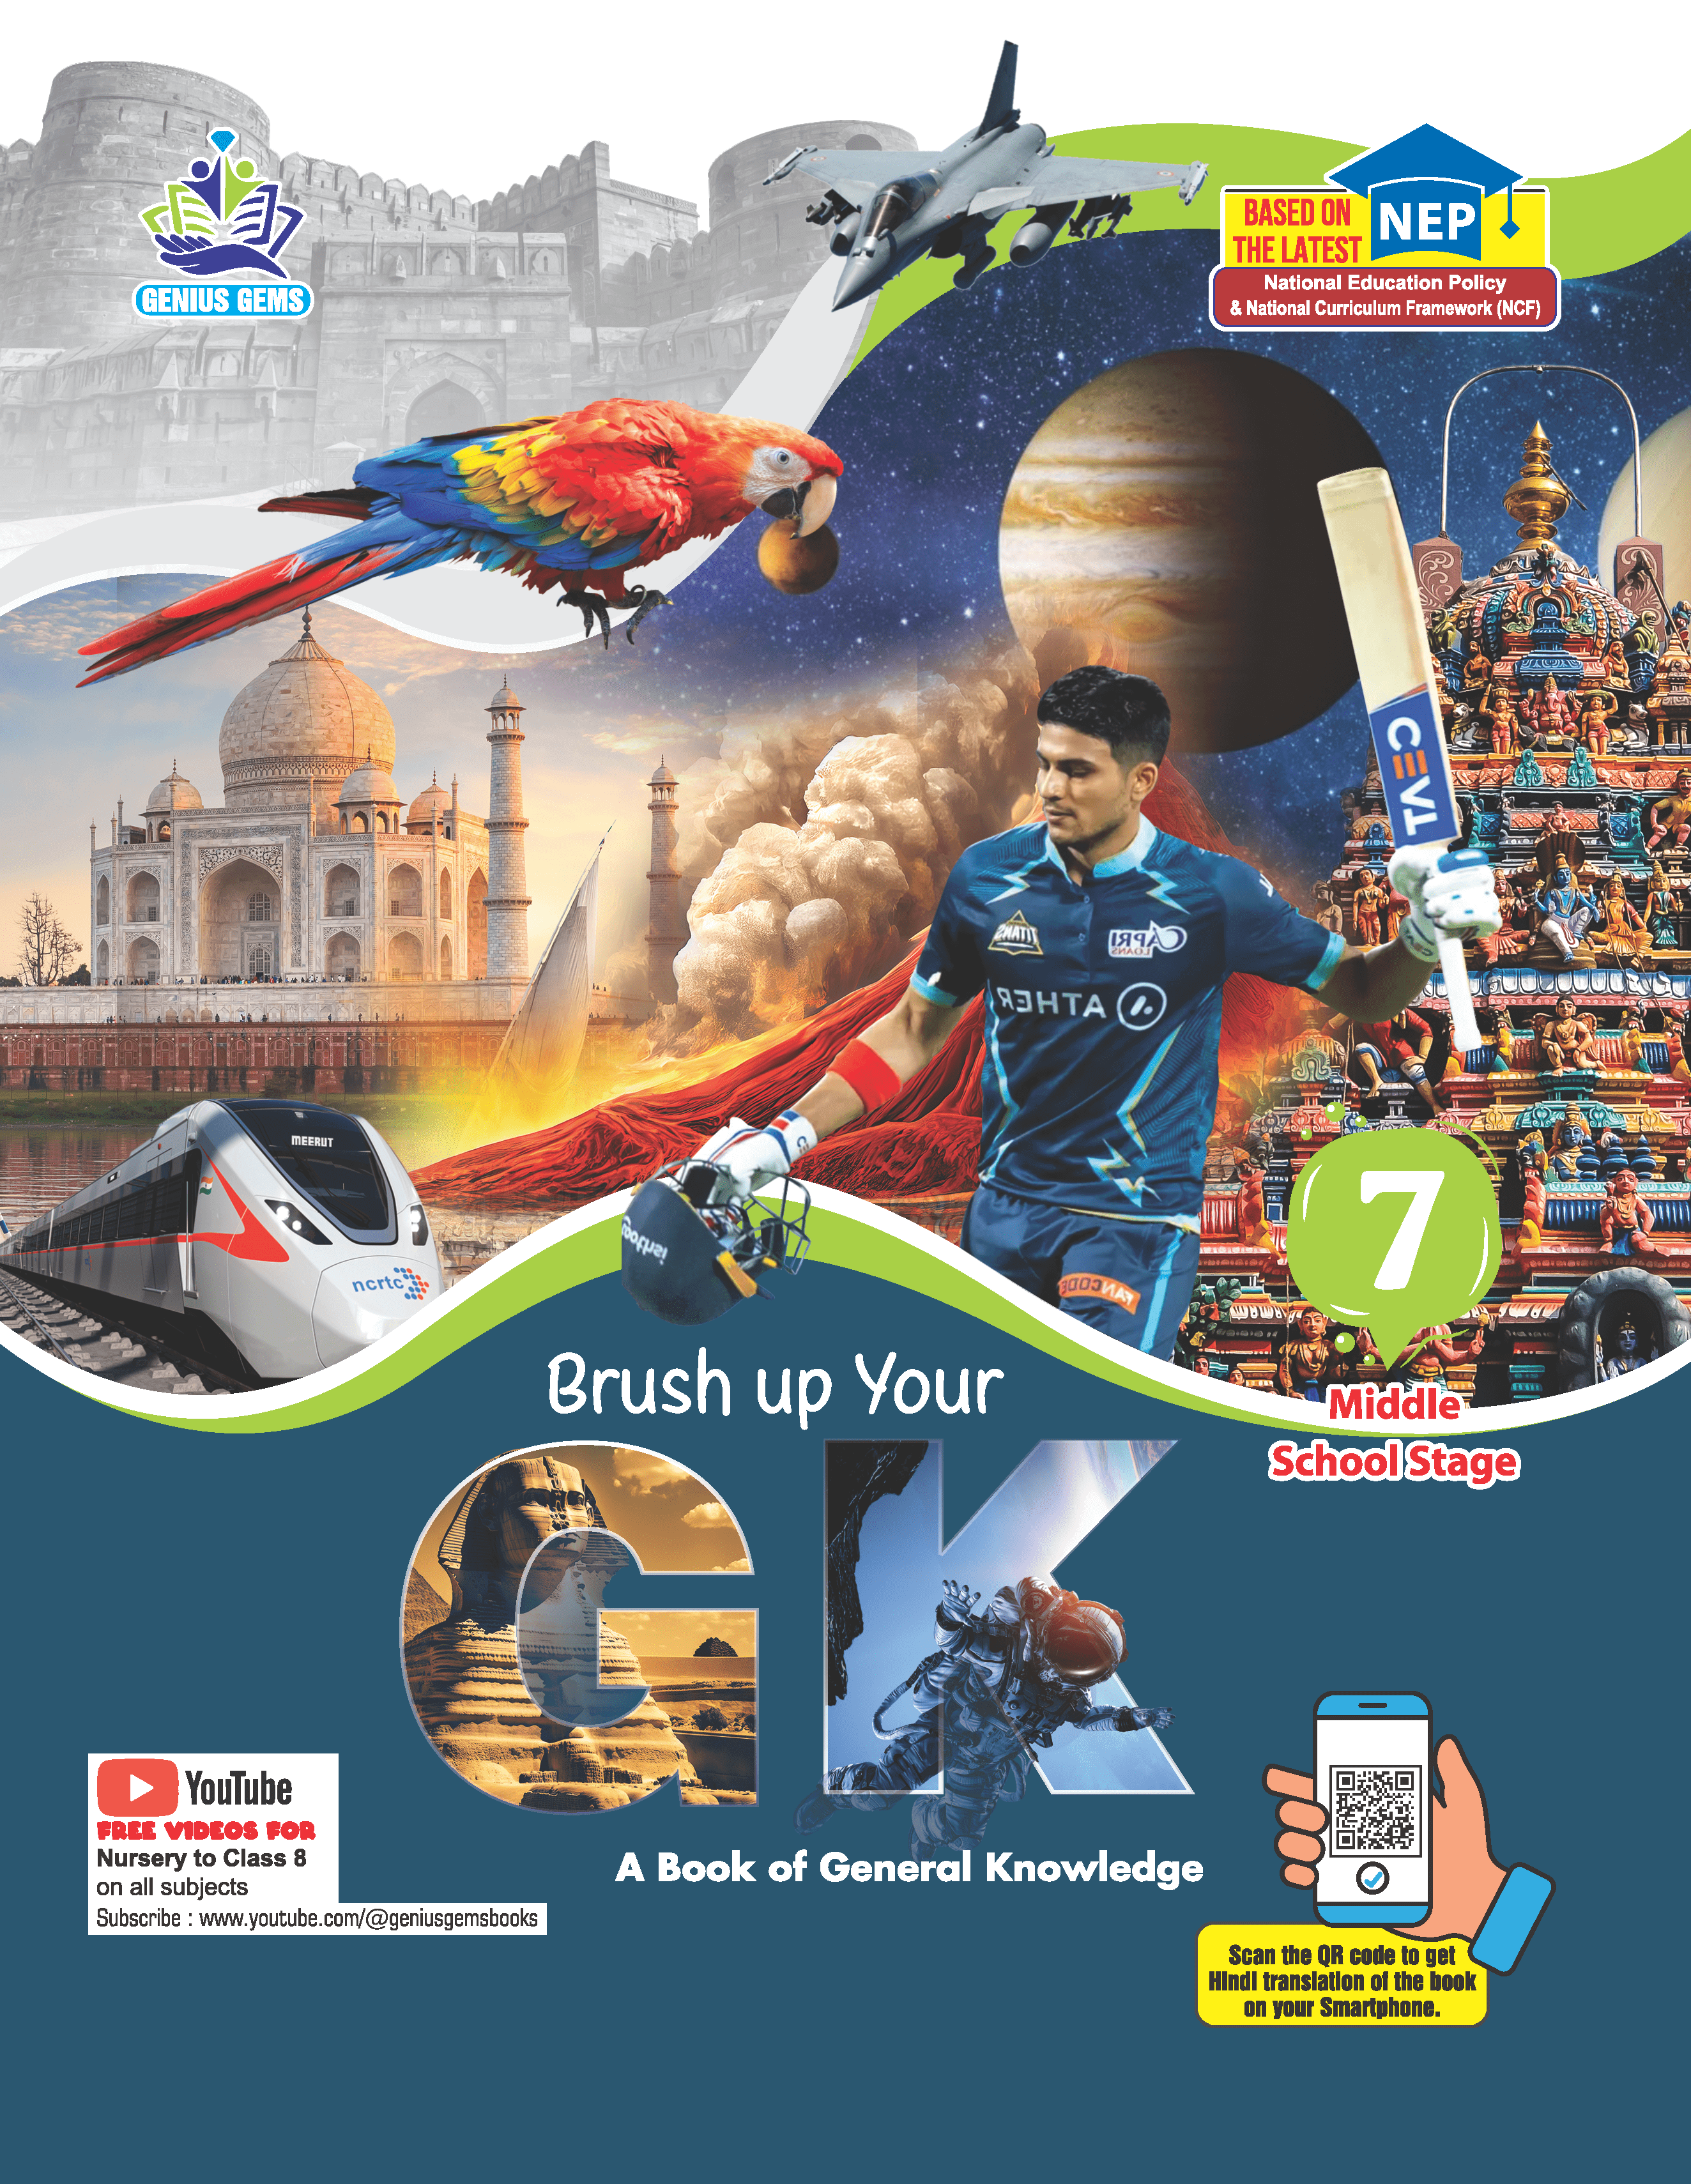 GENIUS GEMS
BASED ON
THE LATEST
NEP
National Education Policy
& National Curriculum Framework (NCF)
CEVT
TITANS
CAPRI
LOANS
ATHER
FANCODE
MEERUT
ncrtc
7
Middle
School Stage
Brush up Your
GK
A Book of General Knowledge
YouTube
FREE VIDEOS FOR
Nursery to Class 8
on all subjects
Subscribe : www.youtube.com/@geniusgemsbooks
Scan the QR code to get
Hindi translation of the book
on your Smartphone.